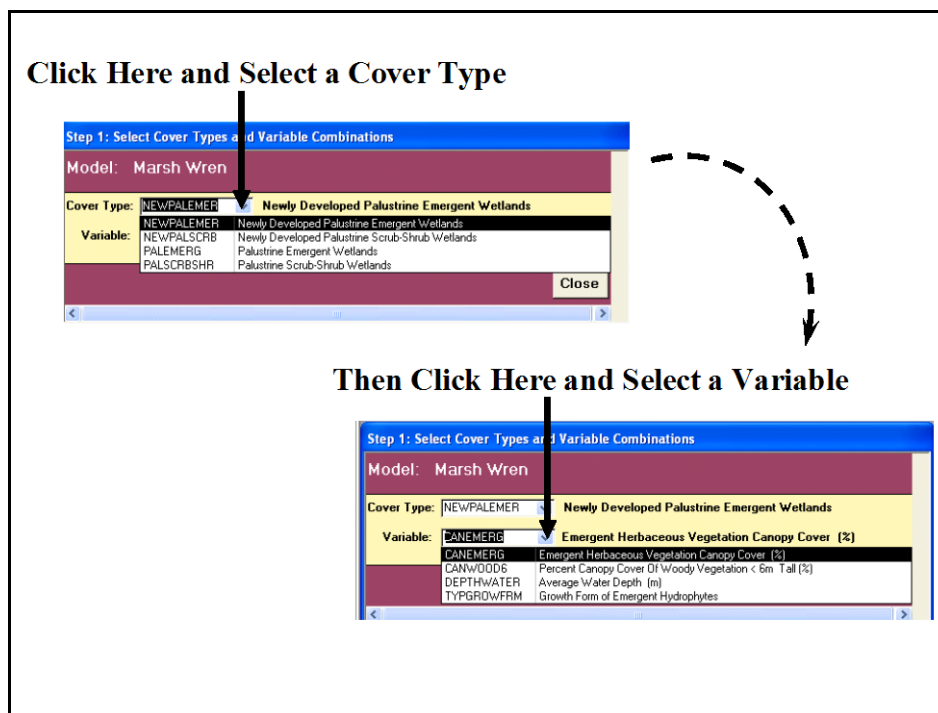 Click Here and Select a Cover Type
Step 1: Select Cover Types and Variable Combinations
Model: Marsh Wren
Cover Type: NEWPALEMER Newly Developed Palustrine Emergent Wetlands
Variable:
NEWPALEMER Newly Developed Palustrine Emergent Wetlands
NEWPALSCRB Newly Developed Palustrine Scrub-Shrub Wetlands
PALEMERG Palustrine Emergent Wetlands
PALSCRBSHR Palustrine Scrub-Shrub Wetlands
Close
Then Click Here and Select a Variable
Step 1: Select Cover Types and Variable Combinations
Model: Marsh Wren
Cover Type: NEWPALEMER Newly Developed Palustrine Emergent Wetlands
Variable: CANEMERG Emergent Herbaceous Vegetation Canopy Cover (%)
CANEMERG Emergent Herbaceous Vegetation Canopy Cover (%)
CANWOOD6 Percent Canopy Cover Of Woody Vegetation < 6m Tall (%)
DEPTHWATER Average Water Depth (m)
TYPGROWFRM Growth Form of Emergent Hydrophytes